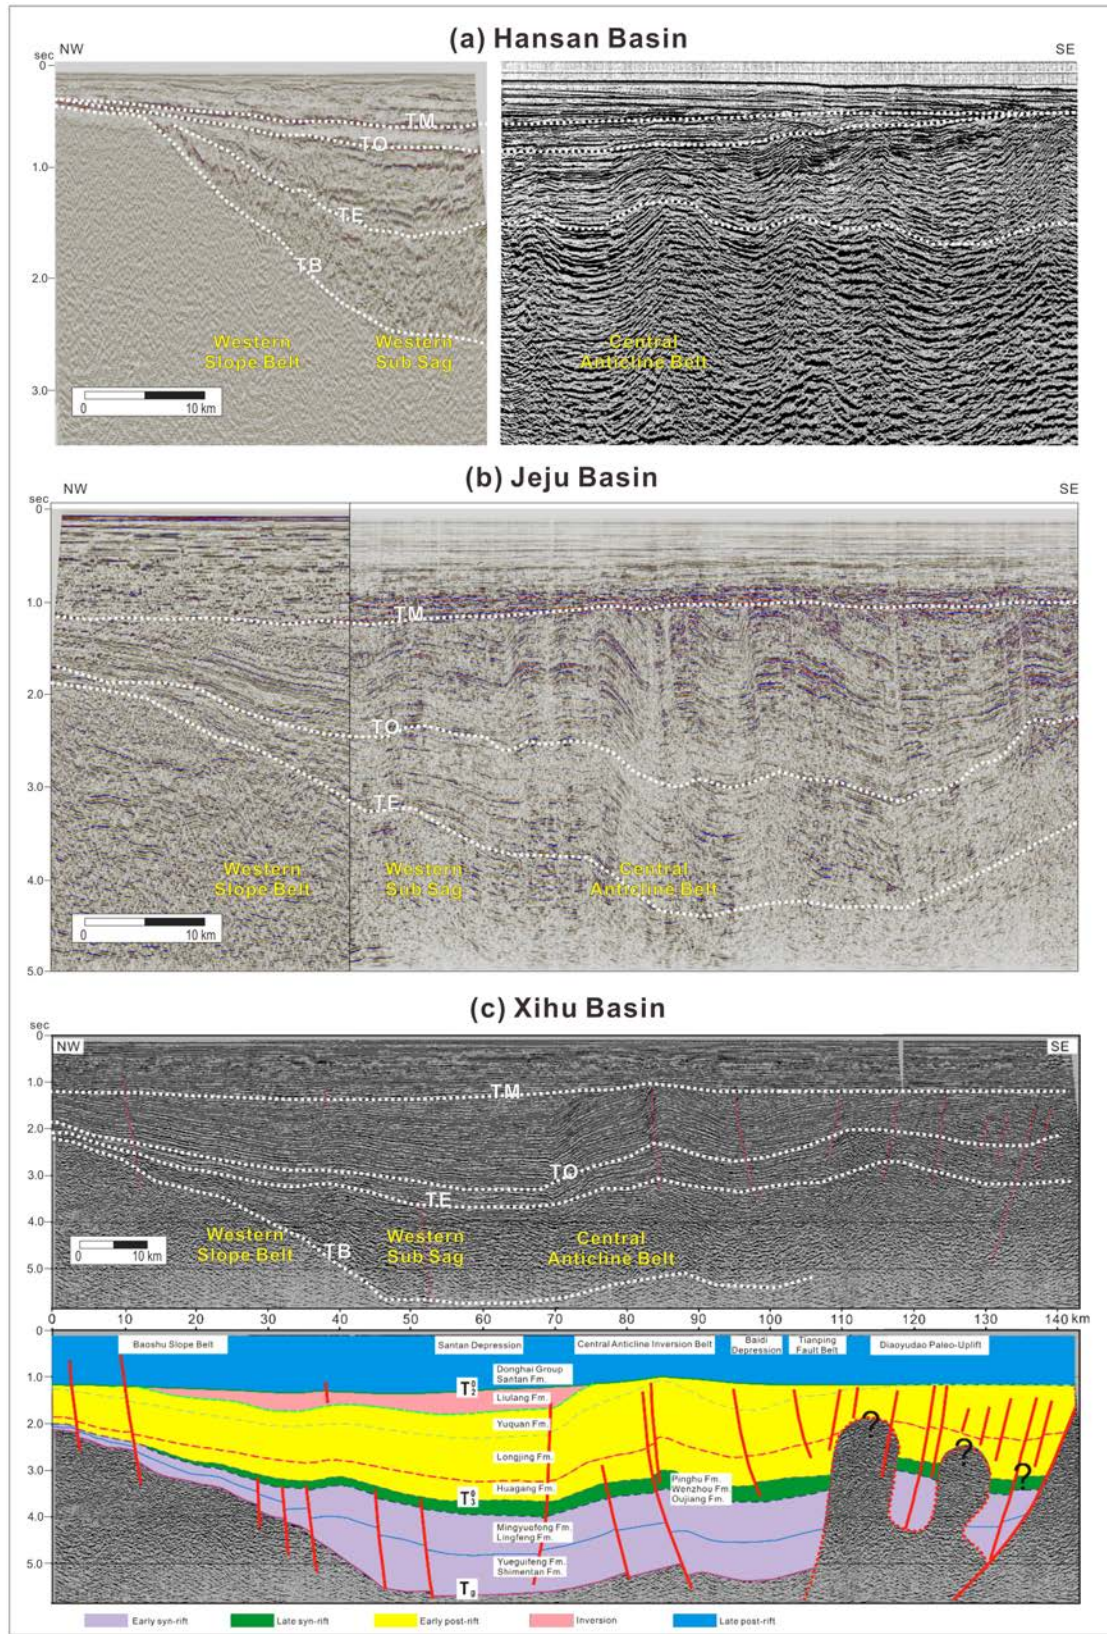 (a) Hansan Basin
sec NW SE
0
TM
TO
1.0
TE
TB
2.0
Western Slope Belt
Western Sub Sag
Central Anticline Belt
3.0
0 10 km
(b) Jeju Basin
NW SE
sec
0
1.0
TM
2.0
TO
3.0
TE
4.0
Western Slope Belt
Western Sub Sag
Central Anticline Belt
0 10 km
5.0
(c) Xihu Basin
sec
0
NW SE
1.0
TM
2.0
TO
3.0
TE
4.0
Western Slope Belt
TB
Western Sub Sag
Central Anticline Belt
0 10 km
5.0
0 10 20 30 40 50 60 70 80 90 100 110 120 130 140 km
0
Baoshu Slope Belt
Santan Depression
Central Anticline Inversion Belt
Baidi Depression
Tianping Fault Belt
Diaoyudao Paleo-Uplift
Donghai Group
Santan Fm.
1.0
T⁰₂
Liulang Fm.
2.0
Yuquan Fm.
?
Longjing Fm.
?
3.0
Huagang Fm.
T⁰₃
Pinghu Fm.
Wenzhou Fm.
Oujiang Fm.
?
4.0
Mingyuefong Fm.
Lingfeng Fm.
5.0
Yueguifeng Fm.
Shimentan Fm.
Tg
Early syn-rift Late syn-rift Early post-rift Inversion Late post-rift